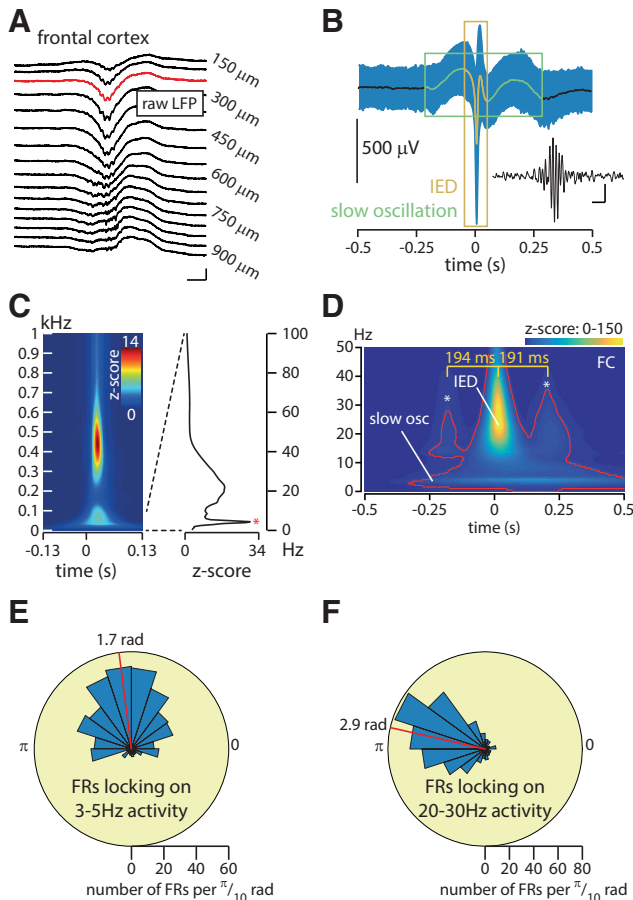 A
frontal cortex
150 μm
300 μm
raw LFP
450 μm
600 μm
750 μm
900 μm
B
500 μV
IED
slow oscillation
-0.5 -0.25 0 0.25 0.5
time (s)
C
kHz
1
0.9
0.8
0.7
0.6
0.5
0.4
0.3
0.2
0.1
0
14
z-score
0
-0.13 0 0.13
time (s)
100
80
60
40
20
0
*
0 34 Hz
z-score
D
z-score: 0-150
Hz
50
40
30
20
10
0
FC
194 ms 191 ms
IED
* *
slow osc
-0.5 -0.25 0 0.25 0.5
time (s)
E
1.7 rad
π 0
FRs locking on
3-5Hz activity
0 20 40 60
number of FRs per π/10 rad
F
2.9 rad
π 0
FRs locking on
20-30Hz activity
0 20 40 60 80
number of FRs per π/10 rad